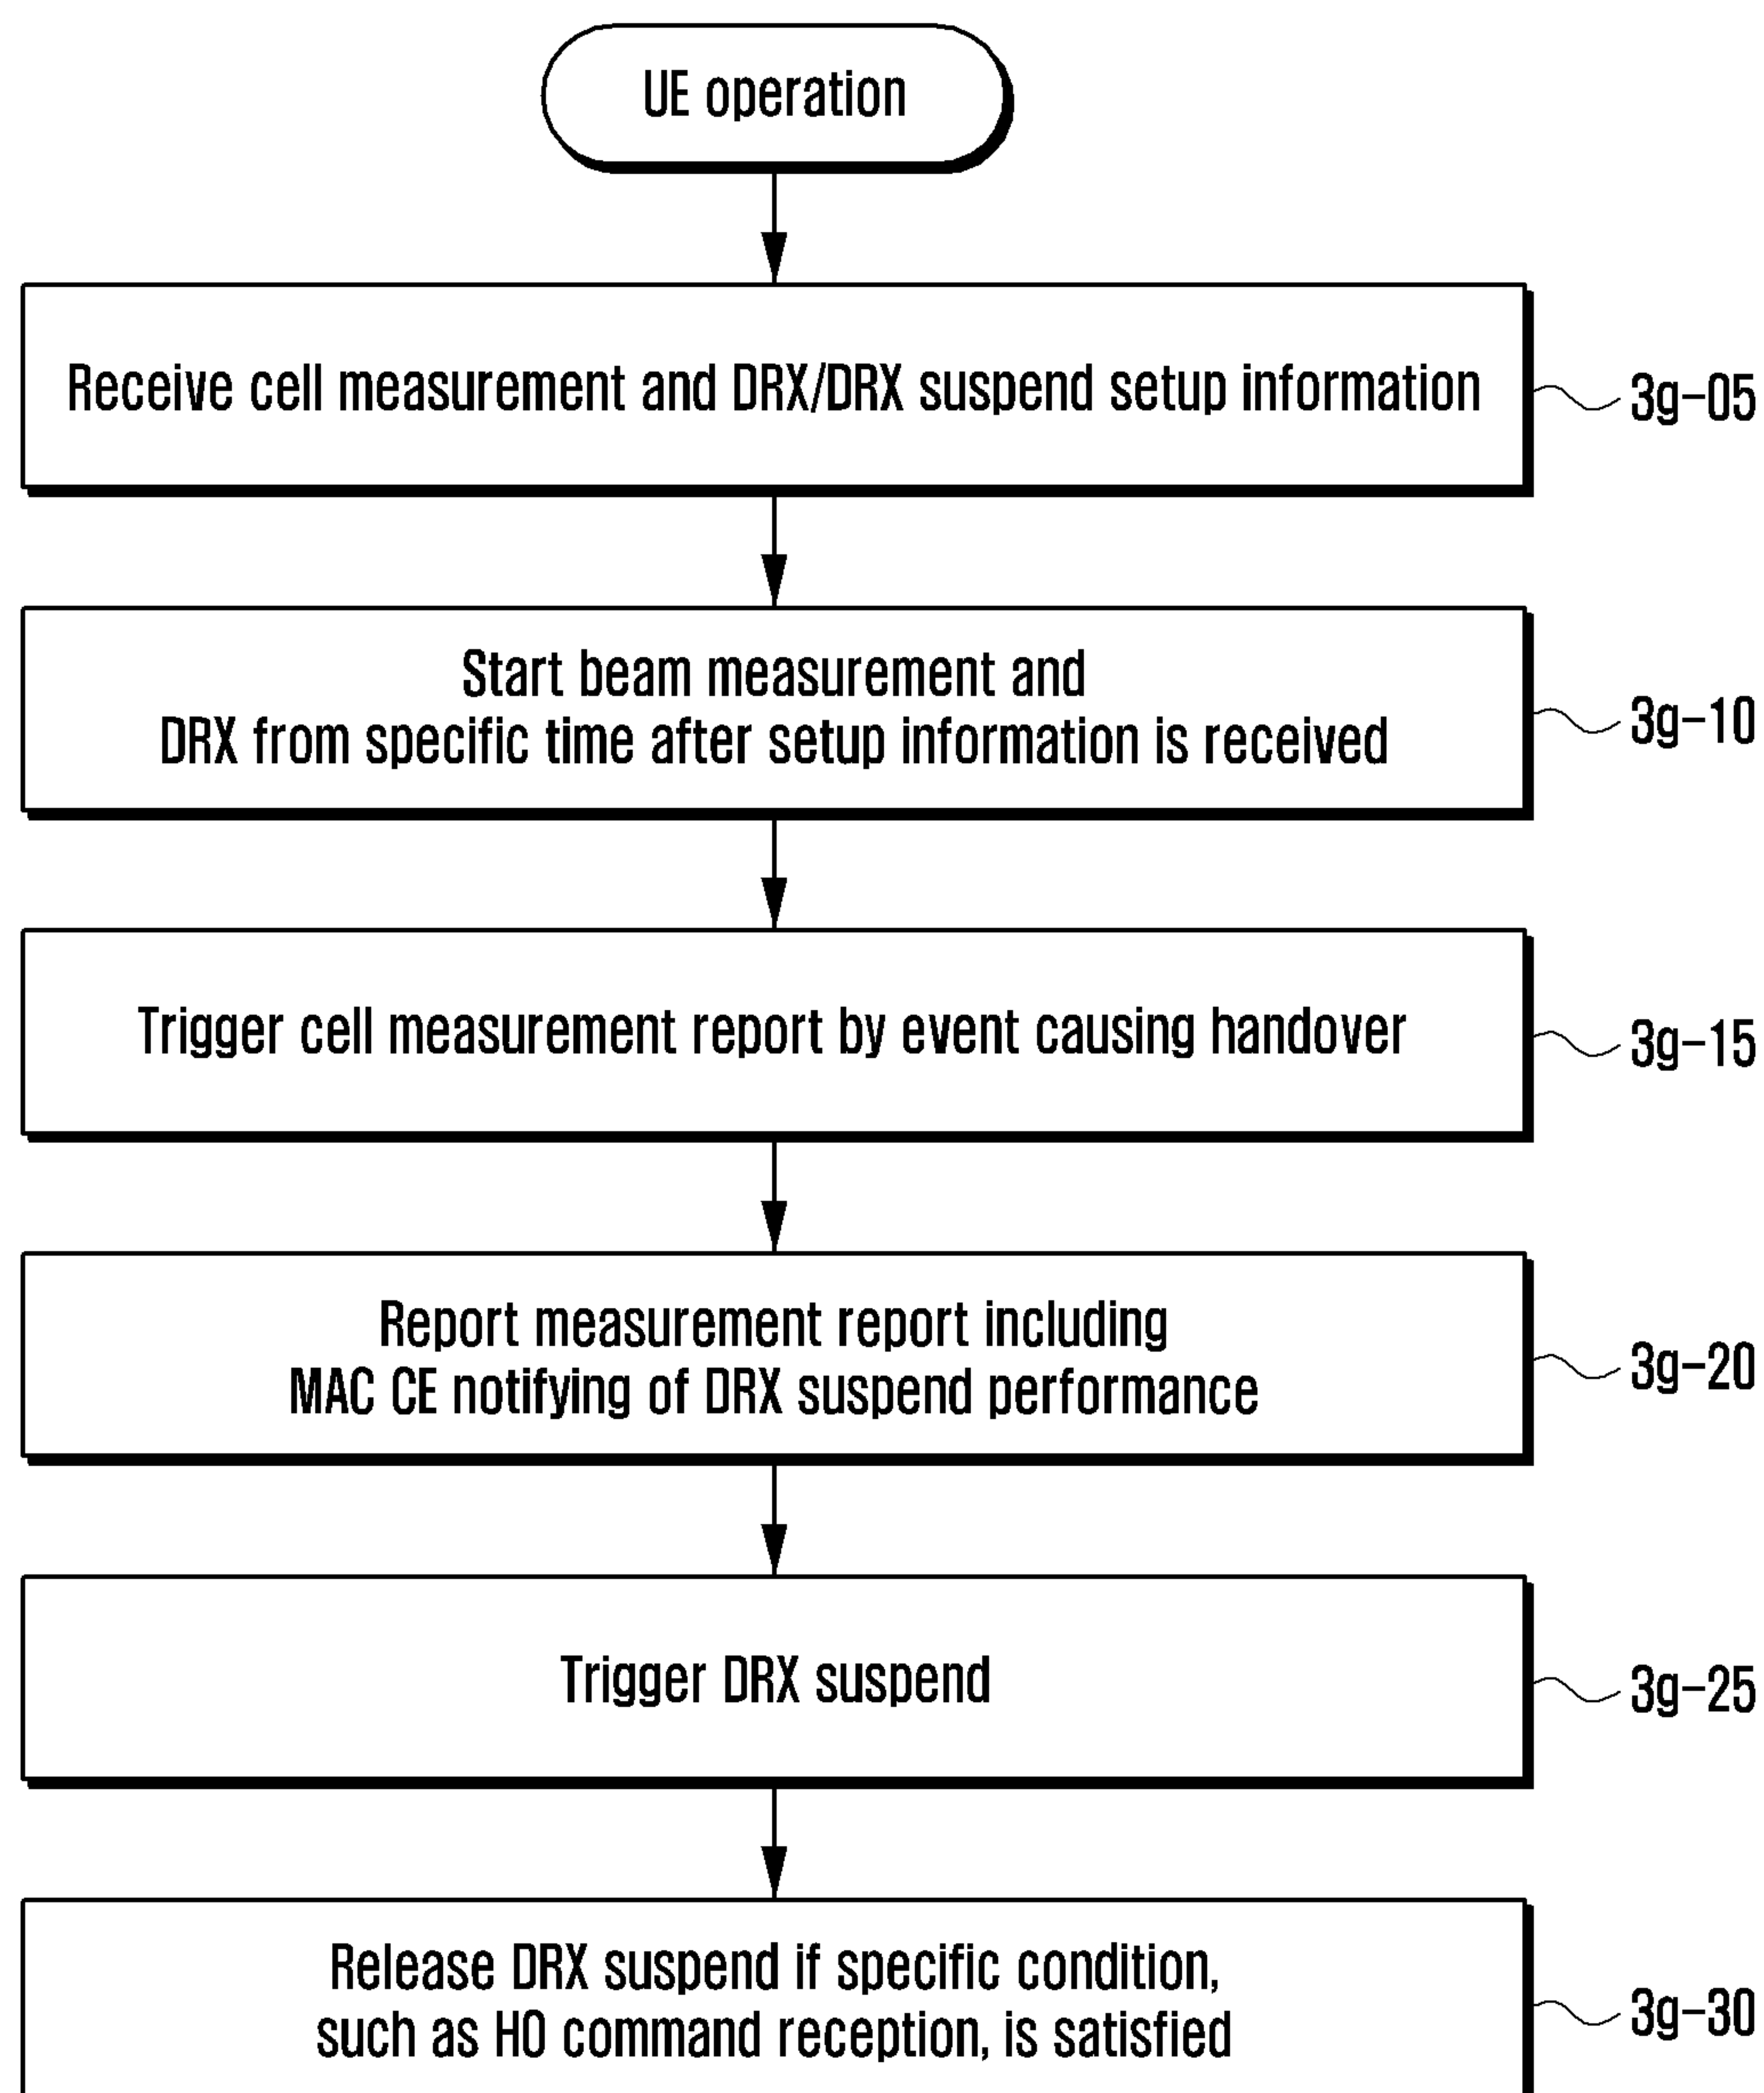 UE operation
Receive cell measurement and DRX/DRX suspend setup information
3g-05
Start beam measurement and
DRX from specific time after setup information is received
3g-10
Trigger cell measurement report by event causing handover
3g-15
Report measurement report including
MAC CE notifying of DRX suspend performance
3g-20
Trigger DRX suspend
3g-25
Release DRX suspend if specific condition,
such as HO command reception, is satisfied
3g-30